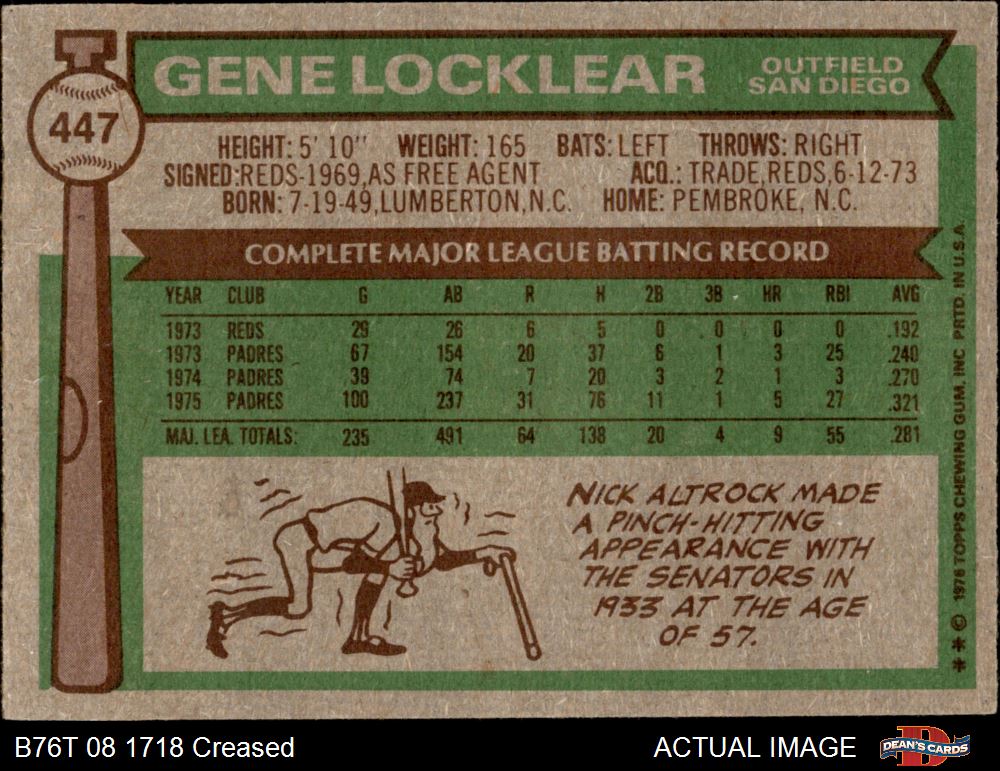 447
GENE LOCKLEAR
OUTFIELD
SAN DIEGO
HEIGHT: 5' 10" WEIGHT: 165 BATS: LEFT THROWS: RIGHT
SIGNED: REDS-1969, AS FREE AGENT ACQ.: TRADE, REDS, 6-12-73
BORN: 7-19-49, LUMBERTON, N.C. HOME: PEMBROKE, N.C.
COMPLETE MAJOR LEAGUE BATTING RECORD
YEAR CLUB G AB R H 2B 3B HR RBI AVG
1973 REDS 29 26 6 5 0 0 0 0 .192
1973 PADRES 67 154 20 37 6 1 3 25 .240
1974 PADRES 39 74 7 20 3 2 1 3 .270
1975 PADRES 100 237 31 76 11 1 5 27 .321
MAJ. LEA. TOTALS: 235 491 64 138 20 4 9 55 .281
NICK ALTROCK MADE
A PINCH-HITTING
APPEARANCE WITH
THE SENATORS IN
1933 AT THE AGE
OF 57.
** © 1976 TOPPS CHEWING GUM, INC PRTD. IN U.S.A.
B76T 08 1718 Creased
ACTUAL IMAGE
D
DEAN'S CARDS